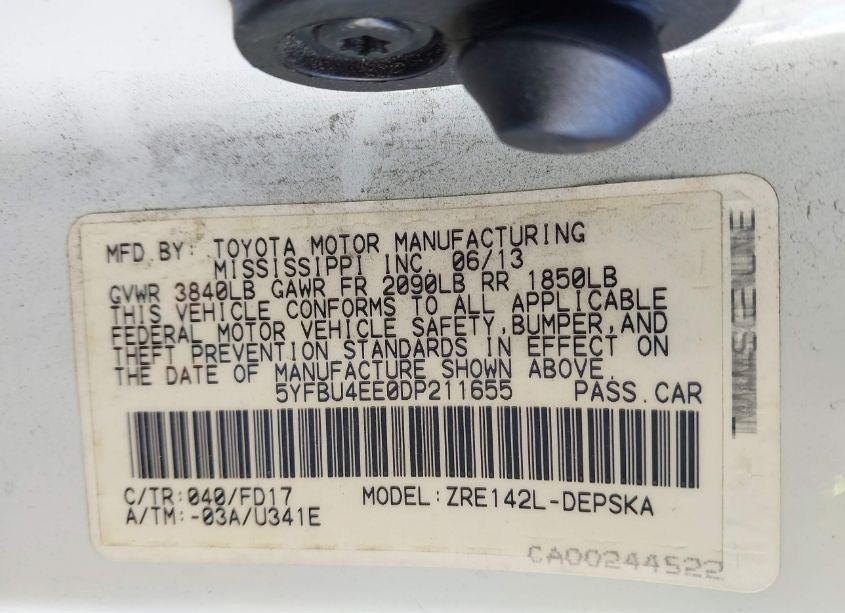 MFD.BY: TOYOTA MOTOR MANUFACTURING
MISSISSIPPI INC. 06/13
GVWR 3840LB GAWR FR 2090LB RR 1850LB
THIS VEHICLE CONFORMS TO ALL APPLICABLE
FEDERAL MOTOR VEHICLE SAFETY,BUMPER,AND
THEFT PREVENTION STANDARDS IN EFFECT ON
THE DATE OF MANUFACTURE SHOWN ABOVE.
5YFBU4EE0DP211655 PASS.CAR
C/TR:040/FD17 MODEL:ZRE142L-DEPSKA
A/TM:-03A/U341E
CA00244522